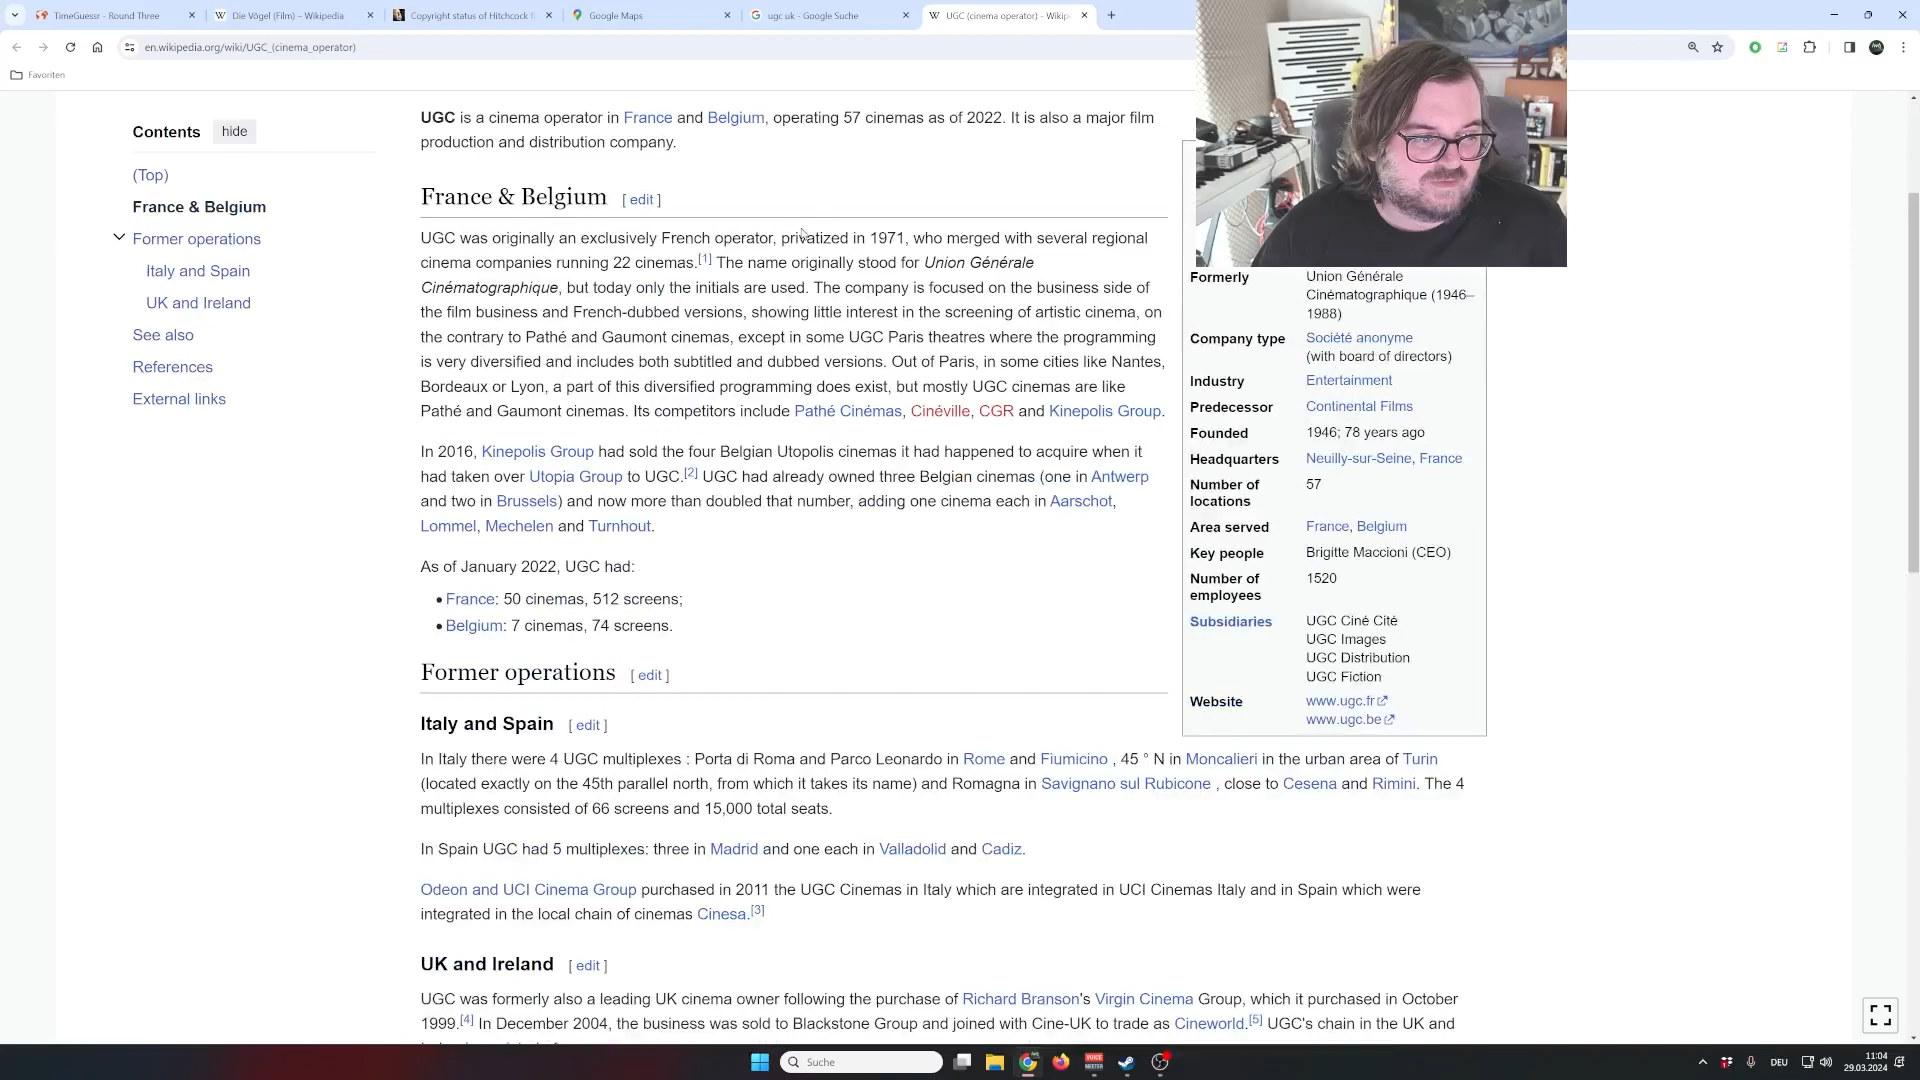 TimeGuess - Round Three
Die Vögel (Film) – Wikipedia
Copyright status of Hitchcock f
Google Maps
ugc uk - Google Suche
UGC (cinema operator) - Wikip
en.wikipedia.org/wiki/UGC_(cinema_operator)
Favoriten
Contents hide
(Top)
France & Belgium
Former operations
Italy and Spain
UK and Ireland
See also
References
External links
UGC is a cinema operator in France and Belgium, operating 57 cinemas as of 2022. It is also a major film
production and distribution company.
France & Belgium [ edit ]
UGC was originally an exclusively French operator, privatized in 1971, who merged with several regional
cinema companies running 22 cinemas.[1] The name originally stood for Union Générale
Cinématographique, but today only the initials are used. The company is focused on the business side of
the film business and French-dubbed versions, showing little interest in the screening of artistic cinema, on
the contrary to Pathé and Gaumont cinemas, except in some UGC Paris theatres where the programming
is very diversified and includes both subtitled and dubbed versions. Out of Paris, in some cities like Nantes,
Bordeaux or Lyon, a part of this diversified programming does exist, but mostly UGC cinemas are like
Pathé and Gaumont cinemas. Its competitors include Pathé Cinémas, Cinéville, CGR and Kinepolis Group.
In 2016, Kinepolis Group had sold the four Belgian Utopolis cinemas it had happened to acquire when it
had taken over Utopia Group to UGC.[2] UGC had already owned three Belgian cinemas (one in Antwerp
and two in Brussels) and now more than doubled that number, adding one cinema each in Aarschot,
Lommel, Mechelen and Turnhout.
As of January 2022, UGC had:
• France: 50 cinemas, 512 screens;
• Belgium: 7 cinemas, 74 screens.
Former operations [ edit ]
Italy and Spain [ edit ]
In Italy there were 4 UGC multiplexes : Porta di Roma and Parco Leonardo in Rome and Fiumicino , 45 ° N in Moncalieri in the urban area of Turin
(located exactly on the 45th parallel north, from which it takes its name) and Romagna in Savignano sul Rubicone , close to Cesena and Rimini. The 4
multiplexes consisted of 66 screens and 15,000 total seats.
In Spain UGC had 5 multiplexes: three in Madrid and one each in Valladolid and Cadiz.
Odeon and UCI Cinema Group purchased in 2011 the UGC Cinemas in Italy which are integrated in UCI Cinemas Italy and in Spain which were
integrated in the local chain of cinemas Cinesa.[3]
UK and Ireland [ edit ]
UGC was formerly also a leading UK cinema owner following the purchase of Richard Branson's Virgin Cinema Group, which it purchased in October
1999.[4] In December 2004, the business was sold to Blackstone Group and joined with Cine-UK to trade as Cineworld.[5] UGC's chain in the UK and
Formerly Union Générale
Cinématographique (1946–
1988)
Company type Société anonyme
(with board of directors)
Industry Entertainment
Predecessor Continental Films
Founded 1946; 78 years ago
Headquarters Neuilly-sur-Seine, France
Number of locations 57
Area served France, Belgium
Key people Brigitte Maccioni (CEO)
Number of employees 1520
Subsidiaries UGC Ciné Cité
UGC Images
UGC Distribution
UGC Fiction
Website www.ugc.fr
www.ugc.be
Suche
VOICE
MEETER
DEU
11:04
29.03.2024